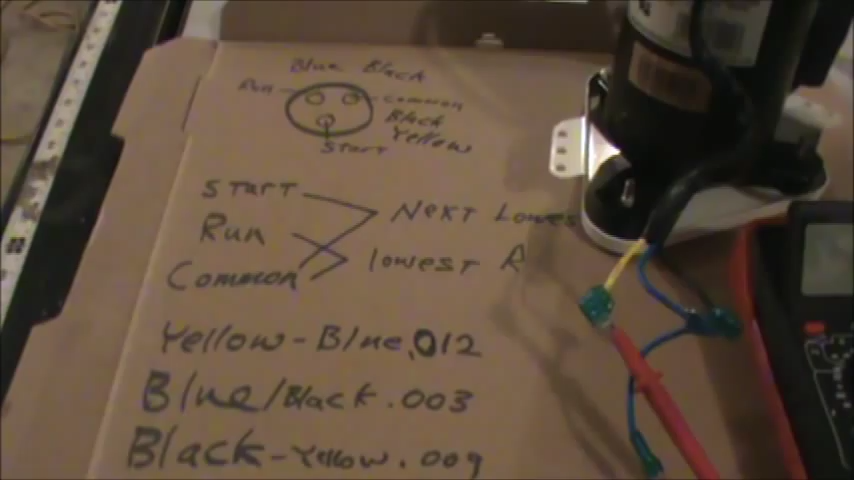 Blue Black
Run
Common
Black
Yellow
Start
START
Run
Common
Next Lowes
lowest R
Yellow-Blue.012
Blue/Black.003
Black-Yellow.009